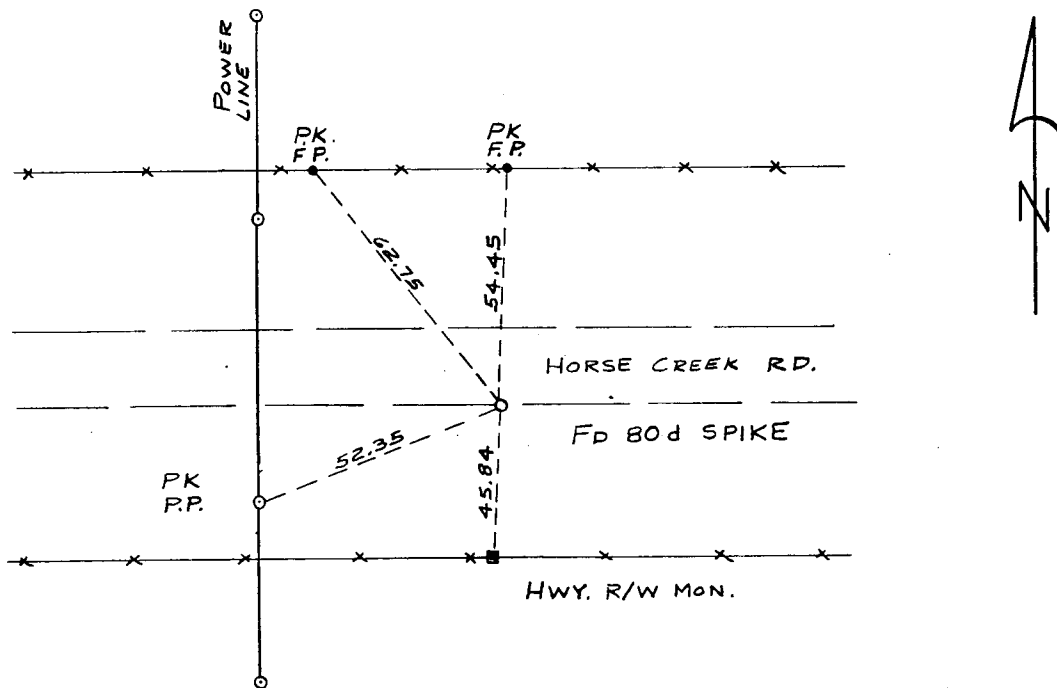 POWER
LINE
P.K.
F.P.
PK
F.P.
N
62.75
54.45
HORSE CREEK RD.
FD 80d SPIKE
52.35
45.84
PK
P.P.
HWY. R/W MON.